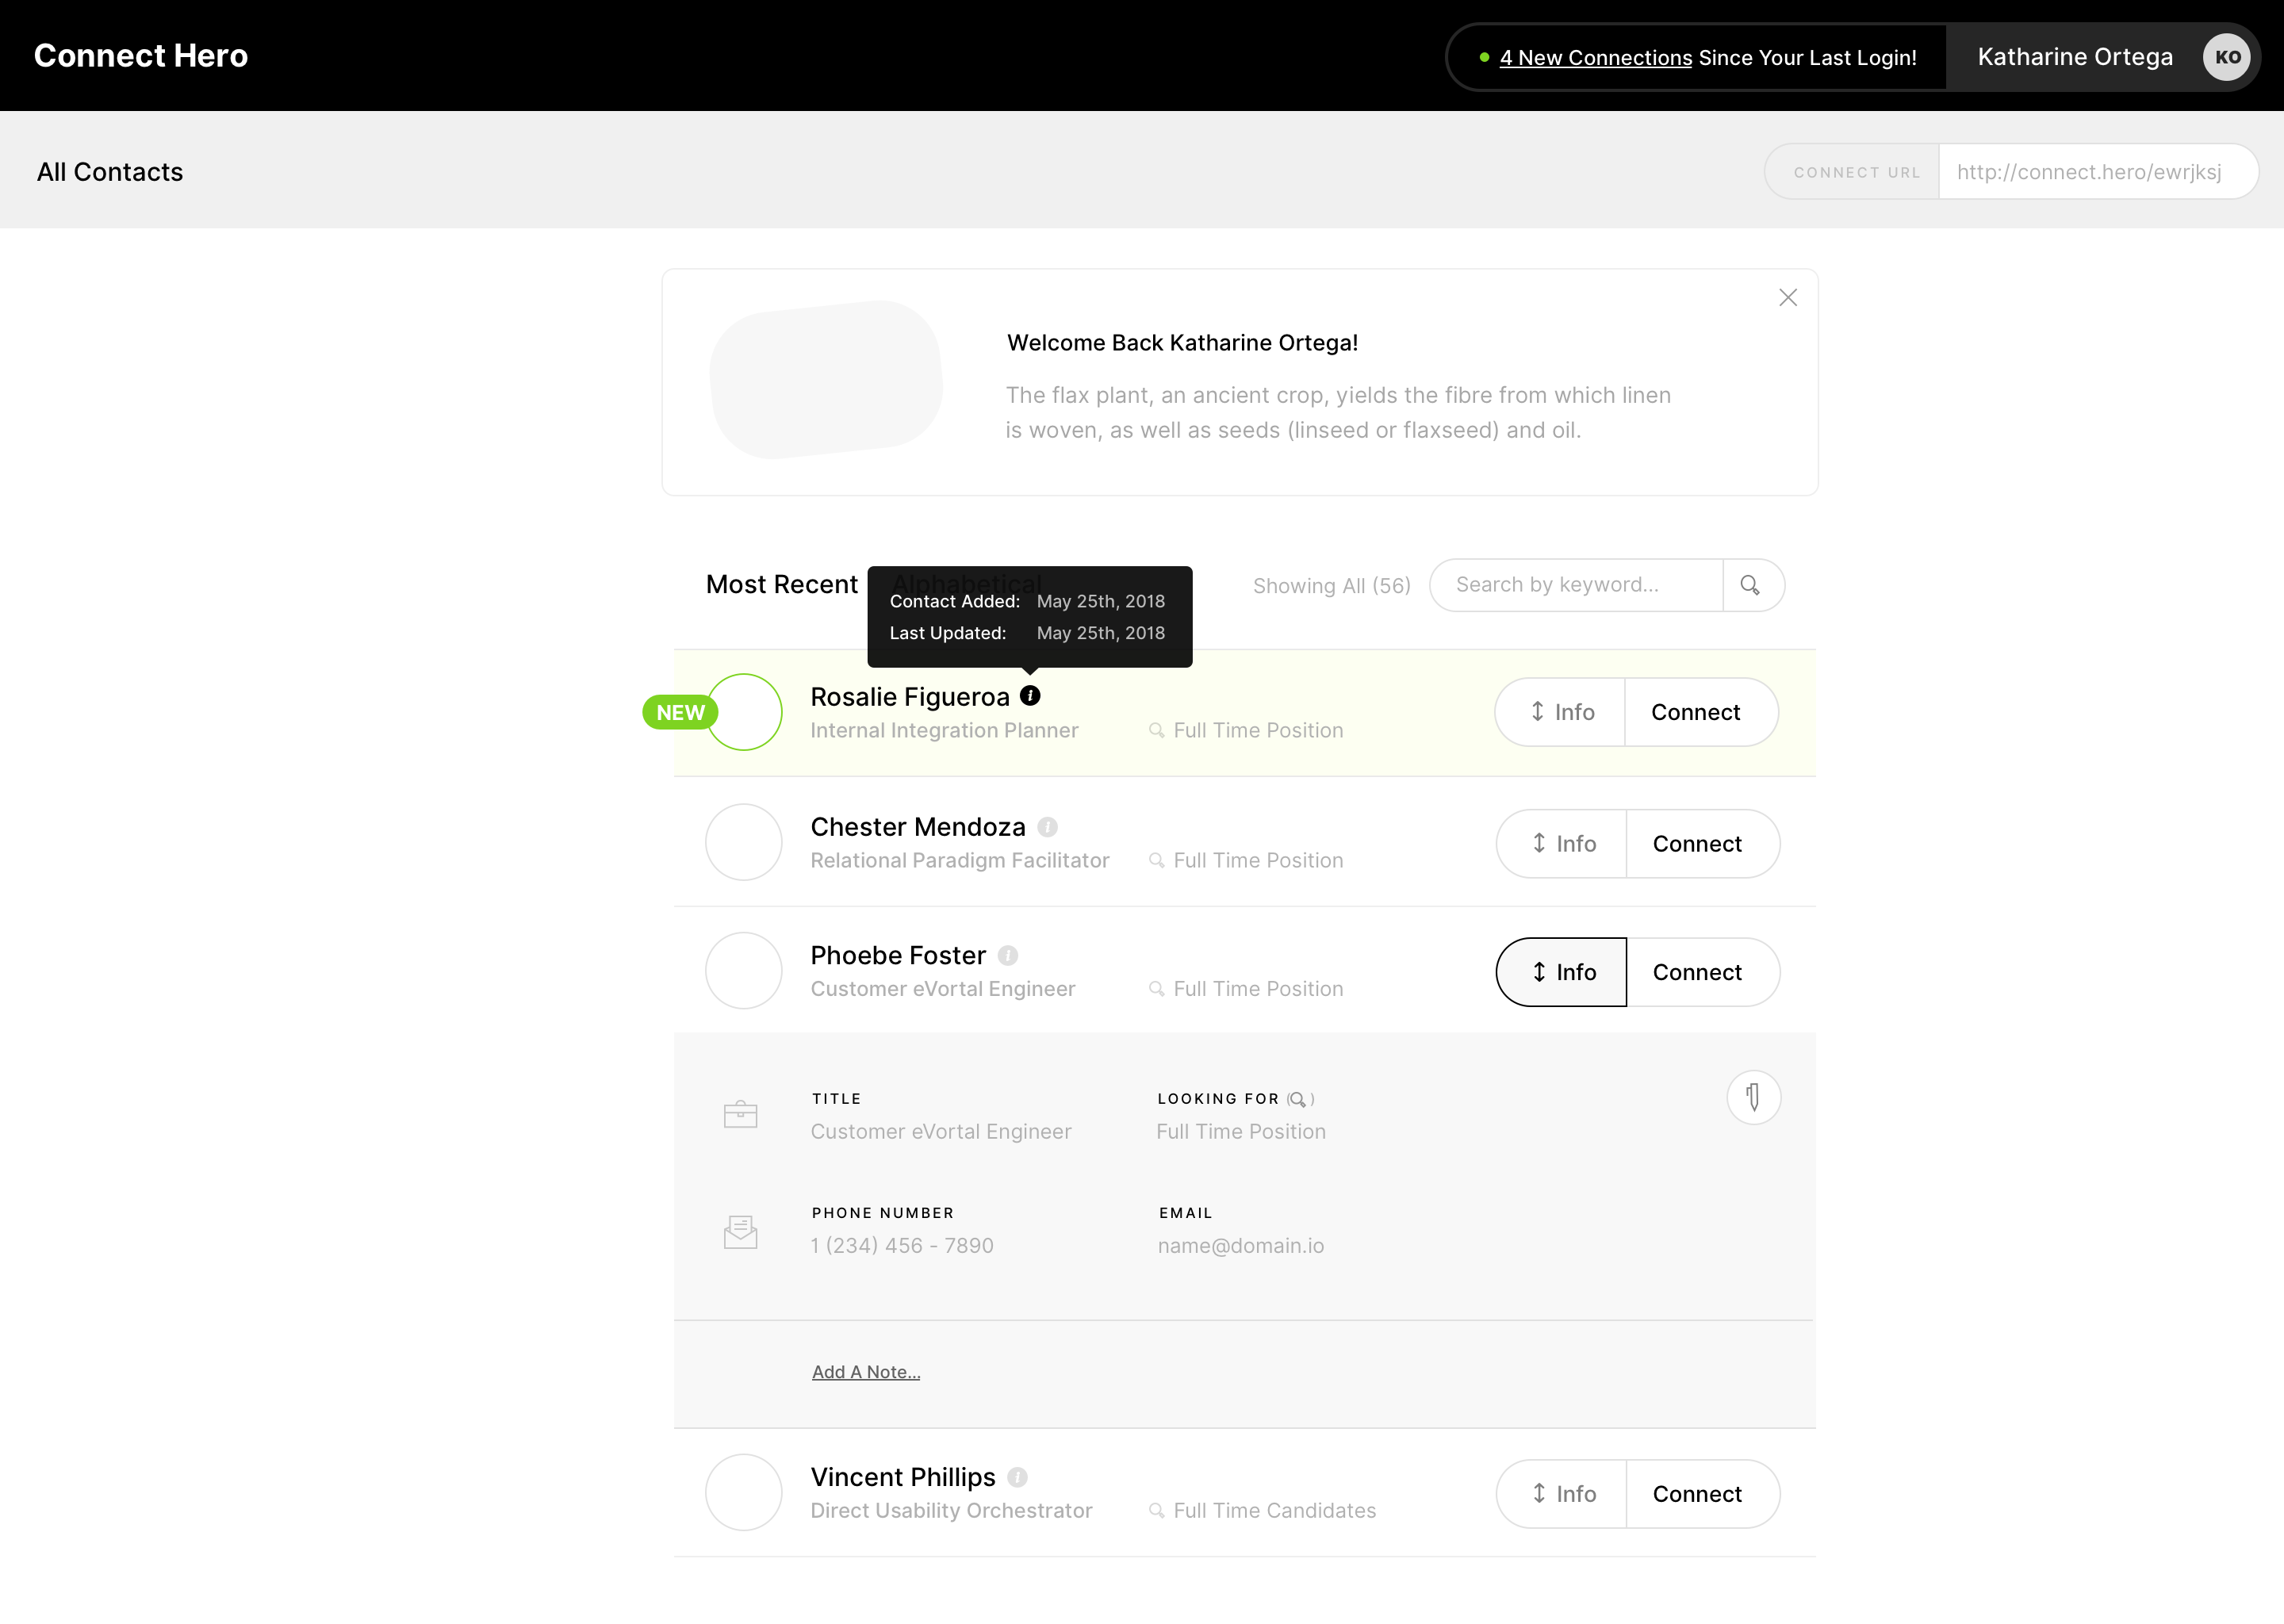 Connect Hero
4 New Connections Since Your Last Login!
Katharine Ortega
KO
All Contacts
CONNECT URL
http://connect.hero/ewrjksj
Welcome Back Katharine Ortega!
The flax plant, an ancient crop, yields the fibre from which linen
is woven, as well as seeds (linseed or flaxseed) and oil.
Most Recent
Alphabetical
Showing All (56)
Search by keyword...
Contact Added: May 25th, 2018
Last Updated: May 25th, 2018
NEW
Rosalie Figueroa i
Internal Integration Planner
Full Time Position
Info
Connect
Chester Mendoza i
Relational Paradigm Facilitator
Full Time Position
Info
Connect
Phoebe Foster i
Customer eVortal Engineer
Full Time Position
Info
Connect
TITLE
Customer eVortal Engineer
LOOKING FOR ( )
Full Time Position
PHONE NUMBER
1 (234) 456 - 7890
EMAIL
name@domain.io
Add A Note...
Vincent Phillips i
Direct Usability Orchestrator
Full Time Candidates
Info
Connect